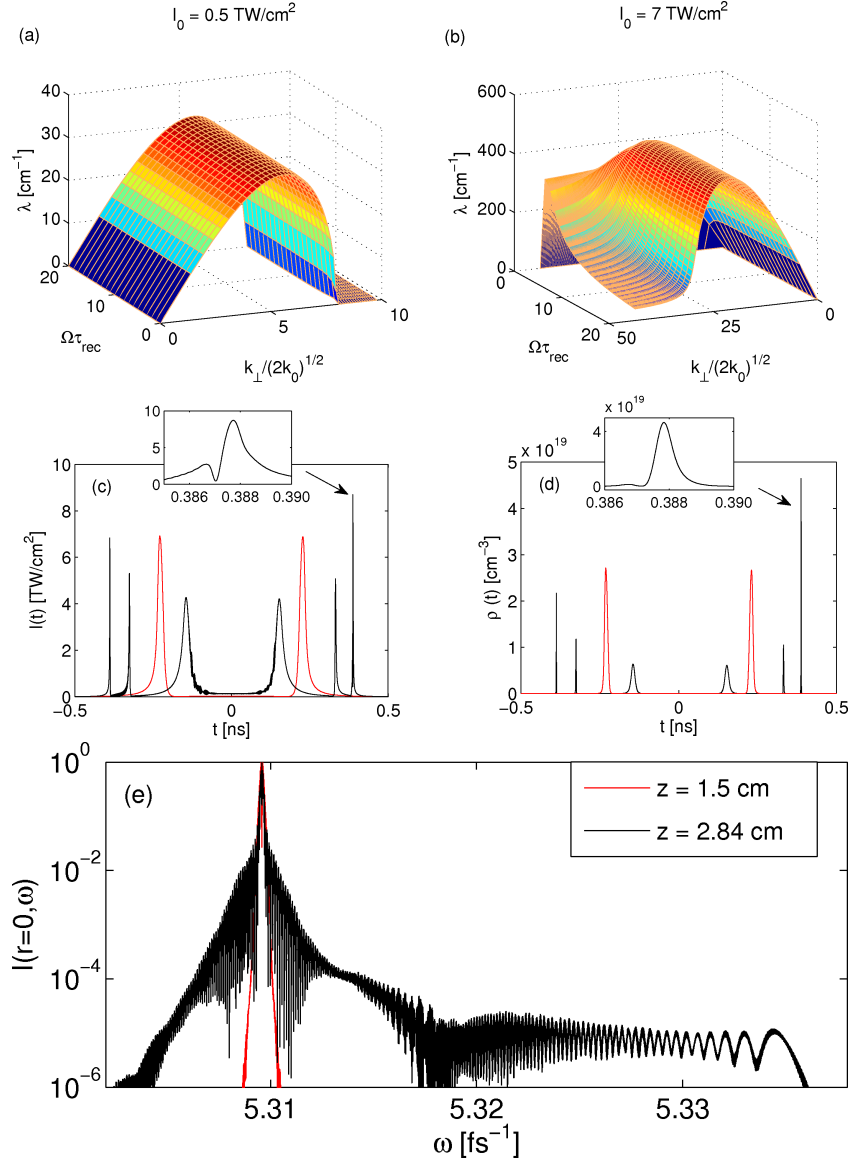 I0 = 0.5 TW/cm2
I0 = 7 TW/cm2
(a)
(b)
40
30
20
10
0
λ [cm−1]
20
10
0
Ωτrec
0
5
10
k⊥/(2k0)1/2
600
400
200
0
λ [cm−1]
0
10
20
Ωτrec
50
25
0
k⊥/(2k0)1/2
10
5
0
0.386
0.388
0.390
x 10 19
4
2
0
0.386
0.388
0.390
(c)
10
8
6
4
2
0
I(t) [TW/cm2]
−0.5
0
0.5
t [ns]
x 10 19
(d)
5
4
3
2
1
0
ρ (t) [cm−3]
−0.5
0
0.5
t [ns]
(e)
z = 1.5 cm
z = 2.84 cm
100
10−2
10−4
10−6
I(r=0,ω)
5.31
5.32
5.33
ω [fs−1]